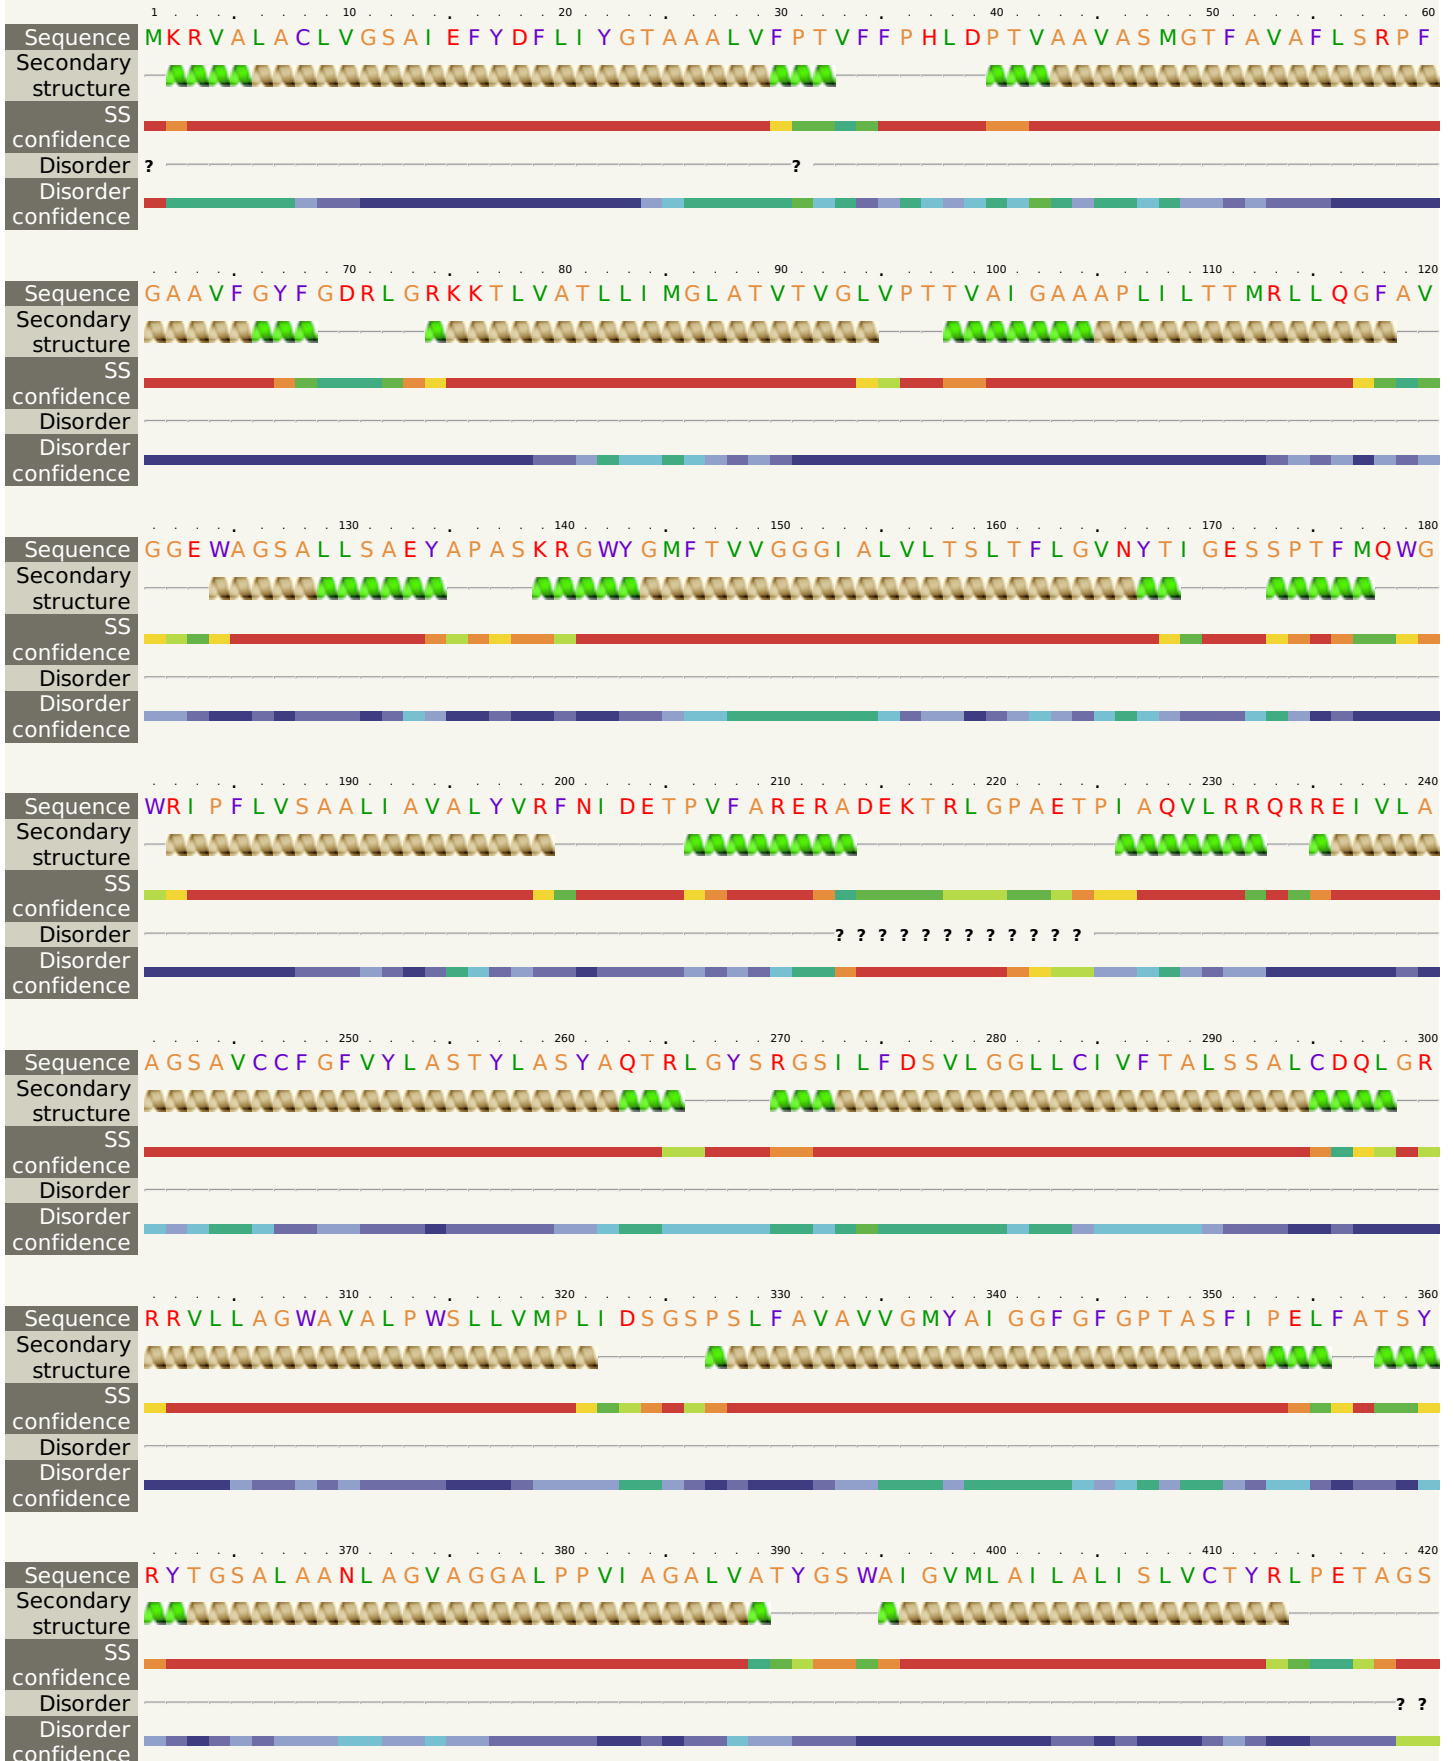 1 10 20 30 40 50 60
Sequence MKRVALACLVGSAIEFYDFLIYGTAAALVFPTVFFPHLDPTVAAVASMGTFAVAFLSRPF
Secondary
structure
SS
confidence
Disorder ? ?
Disorder
confidence
70 80 90 100 110 120
Sequence GAAVFGYFGDRLGRKKTLVATLLIMGLATVTVGLVPTTVAIGAAAPLILTTMRLLQGFAV
Secondary
structure
SS
confidence
Disorder
Disorder
confidence
130 140 150 160 170 180
Sequence GGEWAGSALLSAEYAPASKRGWYGMFTVVGGGIALVLTSLTFLGVNYTIGESSPTFMQWG
Secondary
structure
SS
confidence
Disorder
Disorder
confidence
190 200 210 220 230 240
Sequence WRIPFLVSAALIAVALYVRFNIDETPVFARERADEKTRLGPAETPIAQVLRRQRREIVLA
Secondary
structure
SS
confidence
Disorder ? ? ? ? ? ? ? ? ? ? ? ?
Disorder
confidence
250 260 270 280 290 300
Sequence AGSAVCCFGFVYLASTYLASYAQTRLGYSRGSILFDSVLGGLLCIVFTALSSALCDQLGR
Secondary
structure
SS
confidence
Disorder
Disorder
confidence
310 320 330 340 350 360
Sequence RRVLLAGWAVALPWSLLVMPLIDSGSPSLFAVAVVGMYAIGGFGFGPTASFIPELFATSY
Secondary
structure
SS
confidence
Disorder
Disorder
confidence
370 380 390 400 410 420
Sequence RYTGSALAANLAGVAGGALPPVIAGALVATYGSWAIGVMLAILALISLVCTYRLPETAGS
Secondary
structure
SS
confidence
Disorder ? ?
Disorder
confidence